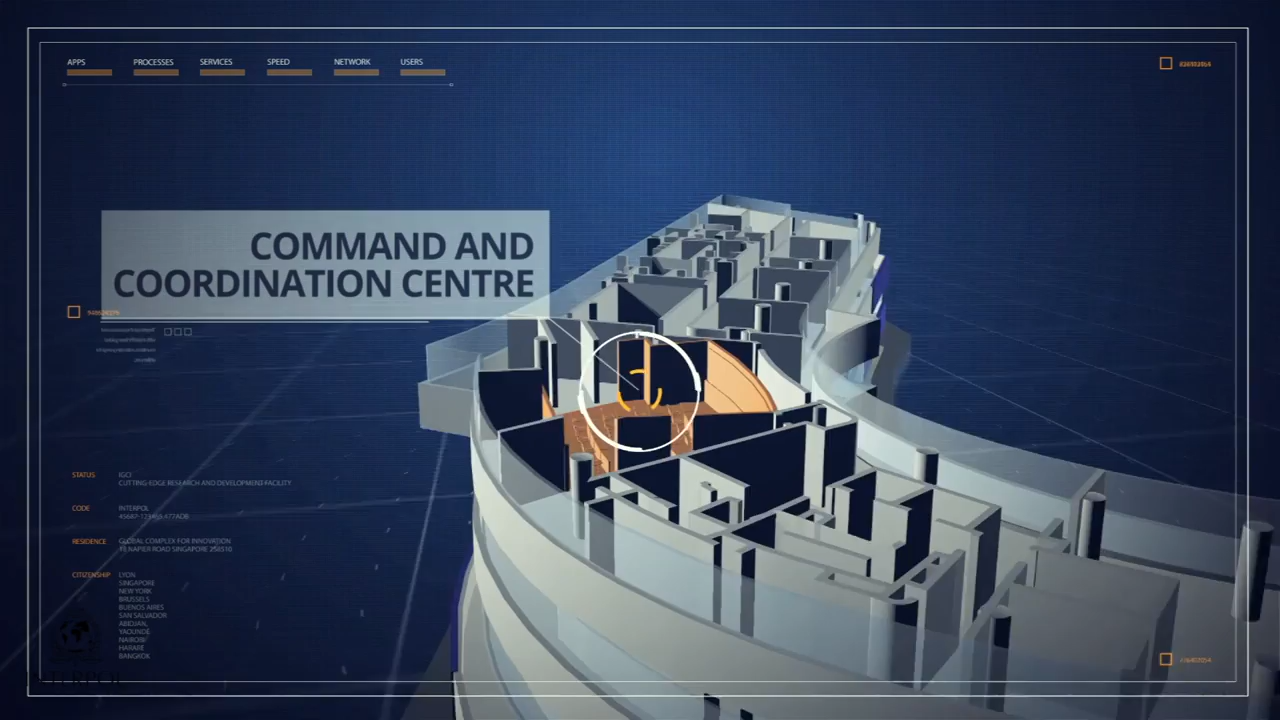 APPS PROCESSES SERVICES SPEED NETWORK USERS
COMMAND AND
COORDINATION CENTRE
STATUS IGCI
CUTTING-EDGE RESEARCH AND DEVELOPMENT FACILITY
CODE INTERPOL
RESIDENCE GLOBAL COMPLEX FOR INNOVATION
NAPIER ROAD SINGAPORE 258510
CITIZENSHIP LYON
SINGAPORE
NEW YORK
BRUSSELS
BUENOS AIRES
SAN SALVADOR
ABIDJAN,
YAOUNDÉ
NAIROBI
HARARE
BANGKOK
INTERPOL